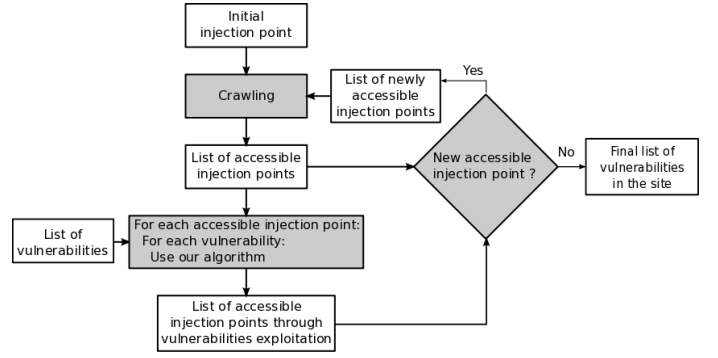 Initial
injection point
Crawling
List of newly
accessible
injection points
Yes
List of accessible
injection points
New accessible
injection point ?
No
Final list of
vulnerabilities
in the site
List of
vulnerabilities
For each accessible injection point:
For each vulnerability:
Use our algorithm
List of accessible
injection points through
vulnerabilities exploitation